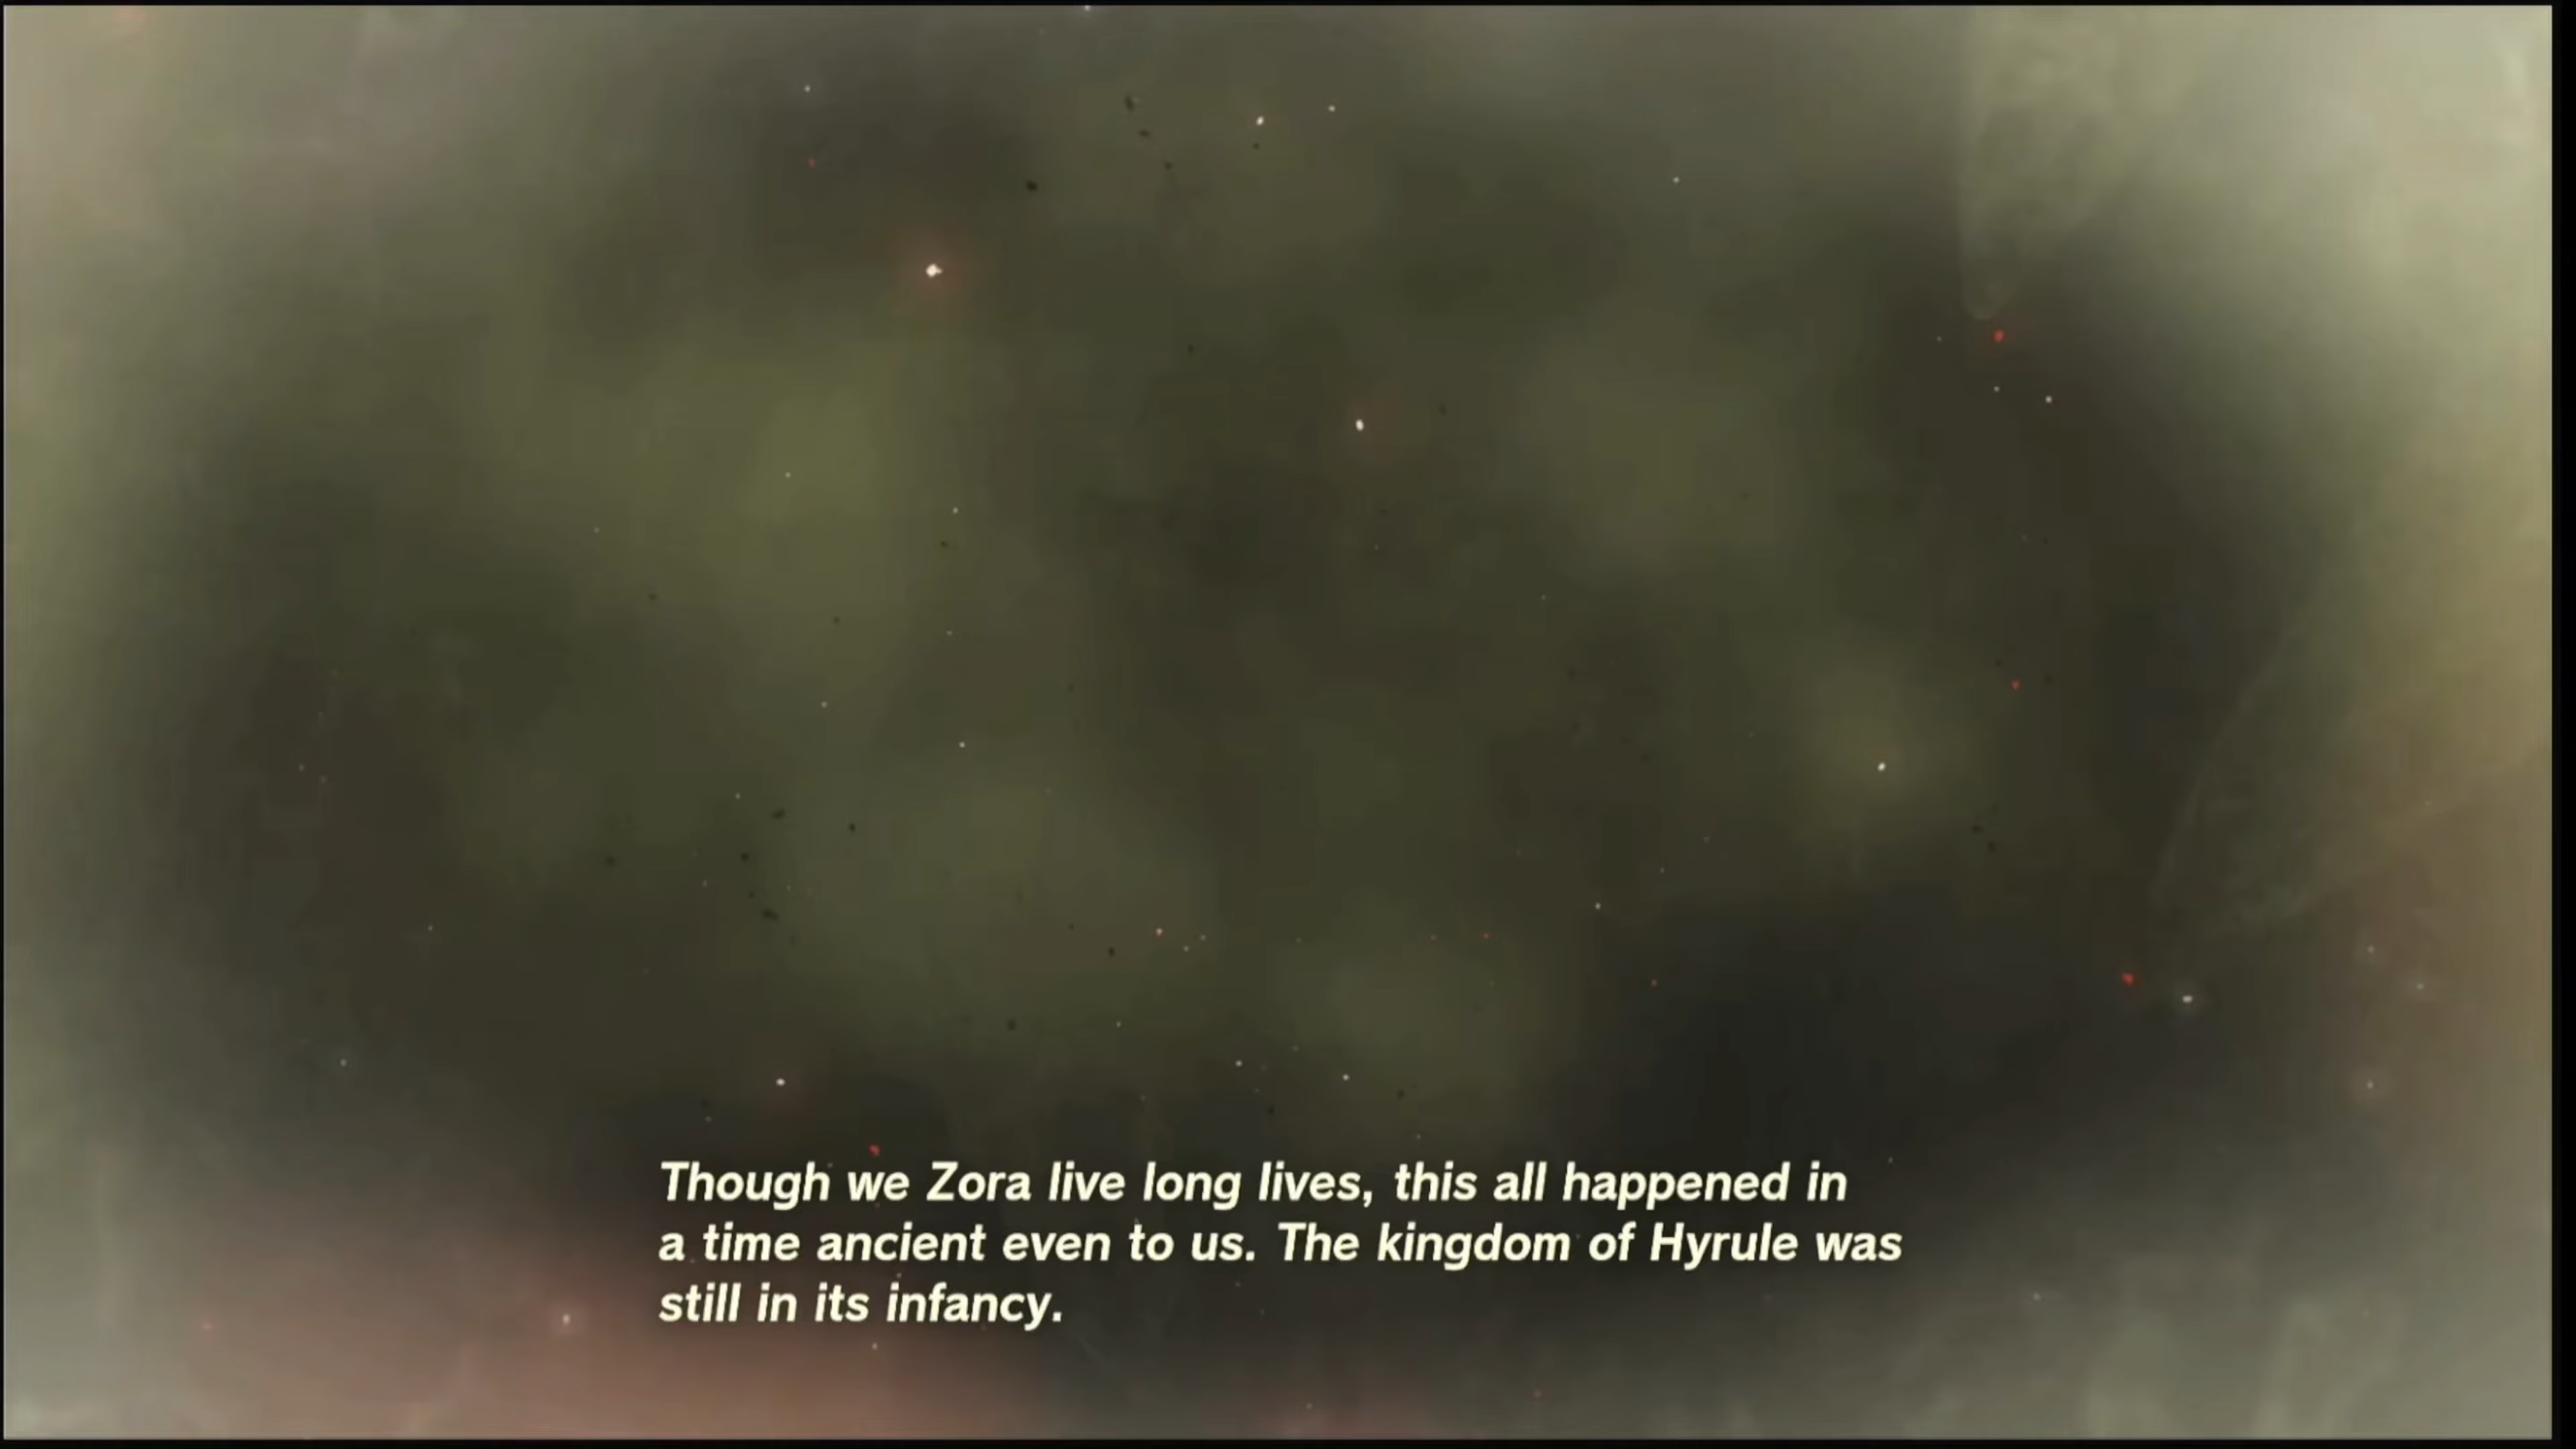 Though we Zora live long lives, this all happened in
a time ancient even to us. The kingdom of Hyrule was
still in its infancy.